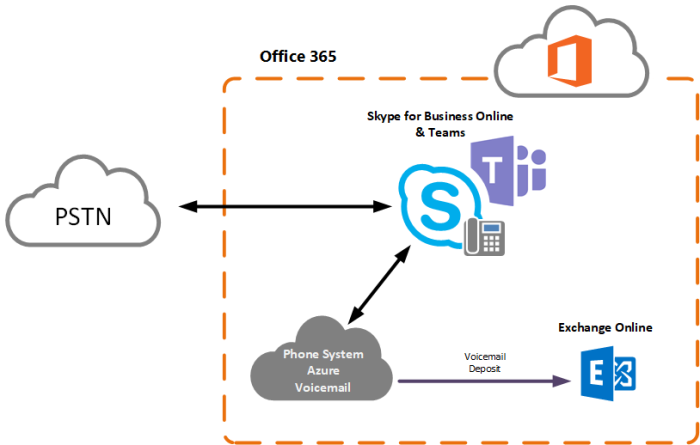 Office 365
Skype for Business Online
& Teams
T
S
PSTN
Phone System
Azure
Voicemail
Voicemail
Deposit
Exchange Online
E